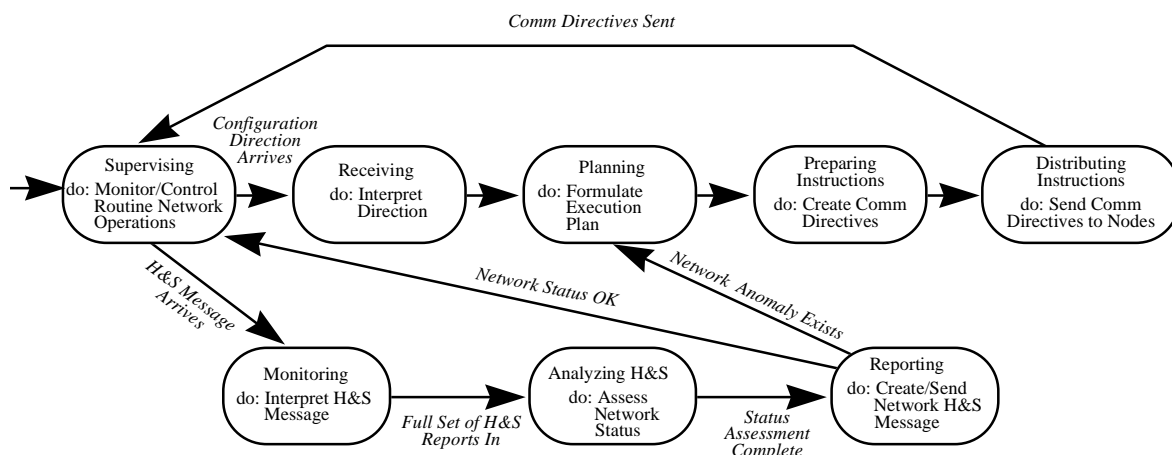 Comm Directives Sent
Configuration
Direction
Arrives
Supervising
do: Monitor/Control
Routine Network
Operations
Receiving
do: Interpret
Direction
Planning
do: Formulate
Execution
Plan
Preparing
Instructions
do: Create Comm
Directives
Distributing
Instructions
do: Send Comm
Directives to Nodes
H&S Message
Arrives
Network Status OK
Network Anomaly Exists
Monitoring
do: Interpret H&S
Message
Full Set of H&S
Reports In
Analyzing H&S
do: Assess
Network
Status
Status
Assessment
Complete
Reporting
do: Create/Send
Network H&S
Message